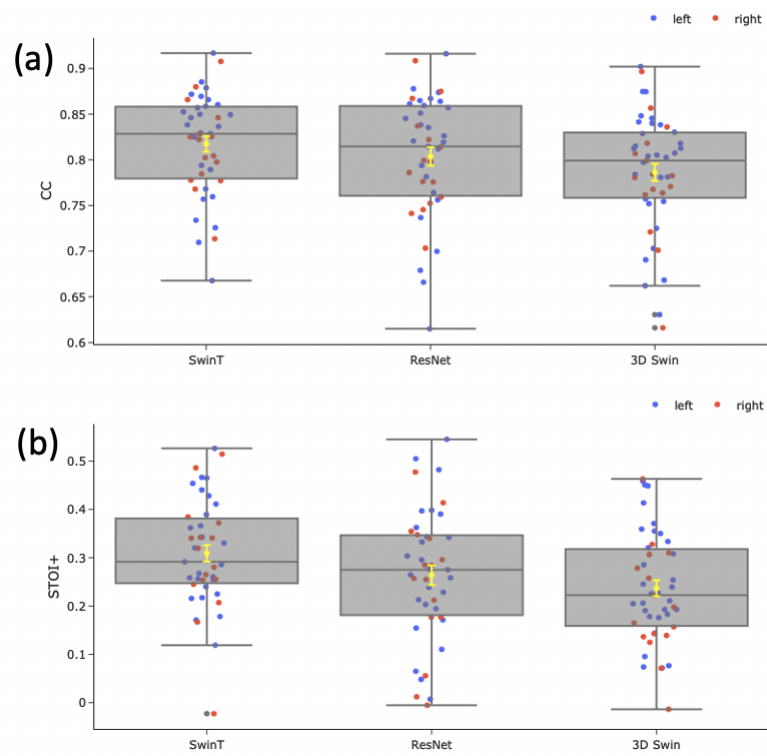 left right
(a)
0.9
0.85
0.8
CC
0.75
0.7
0.65
0.6
SwinT ResNet 3D Swin
left right
(b)
0.5
0.4
0.3
STOI+
0.2
0.1
0
SwinT ResNet 3D Swin